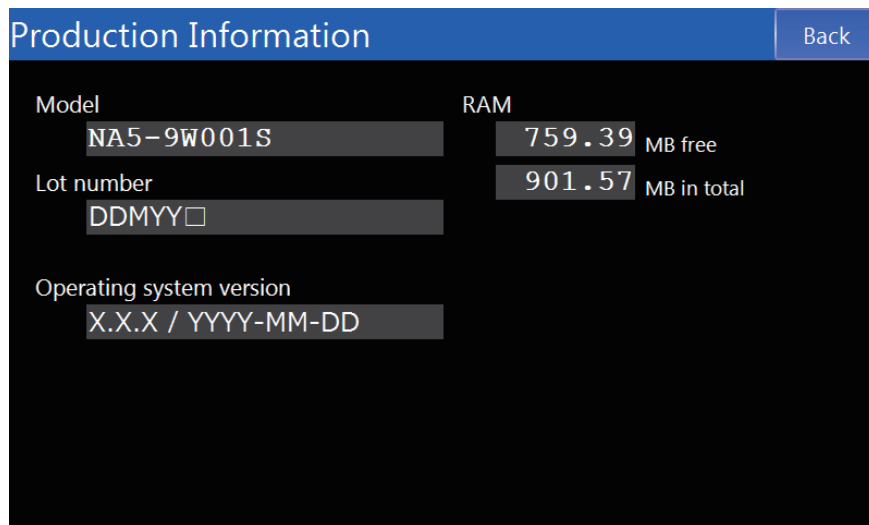 Production Information
Back
Model
NA5-9W001S
Lot number
DDMYY□
Operating system version
X.X.X / YYYY-MM-DD
RAM
759.39 MB free
901.57 MB in total